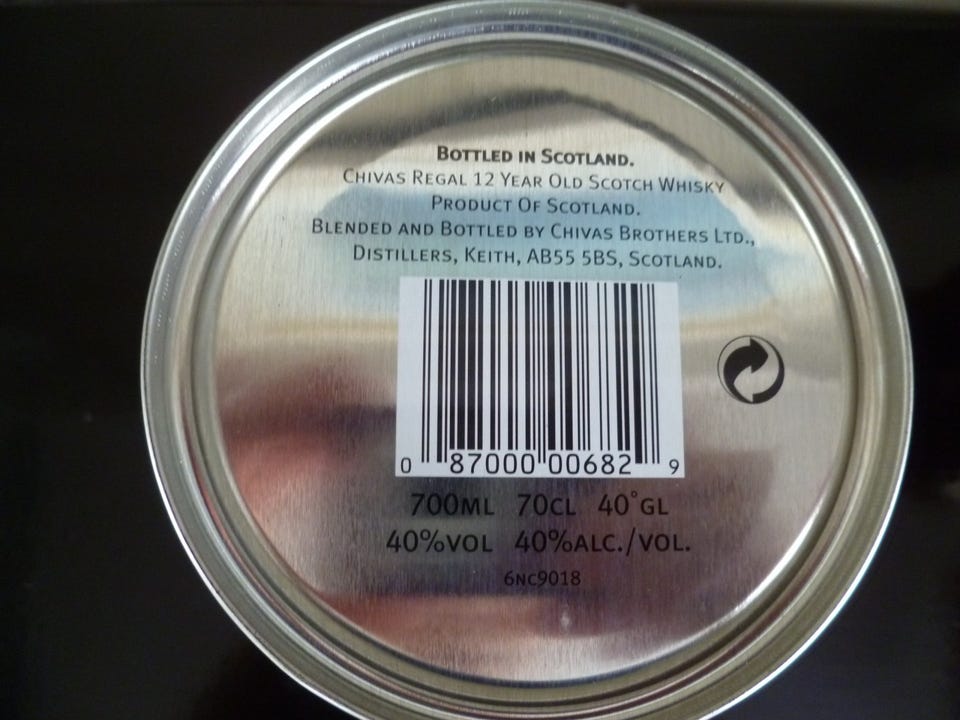 Bottled in Scotland.
Chivas Regal 12 Year Old Scotch Whisky
Product Of Scotland.
Blended and Bottled by Chivas Brothers Ltd.,
Distillers, Keith, AB55 5BS, Scotland.
0 87000 00682 9
700ML 70CL 40°GL
40%VOL 40%ALC./VOL.
6NC9018